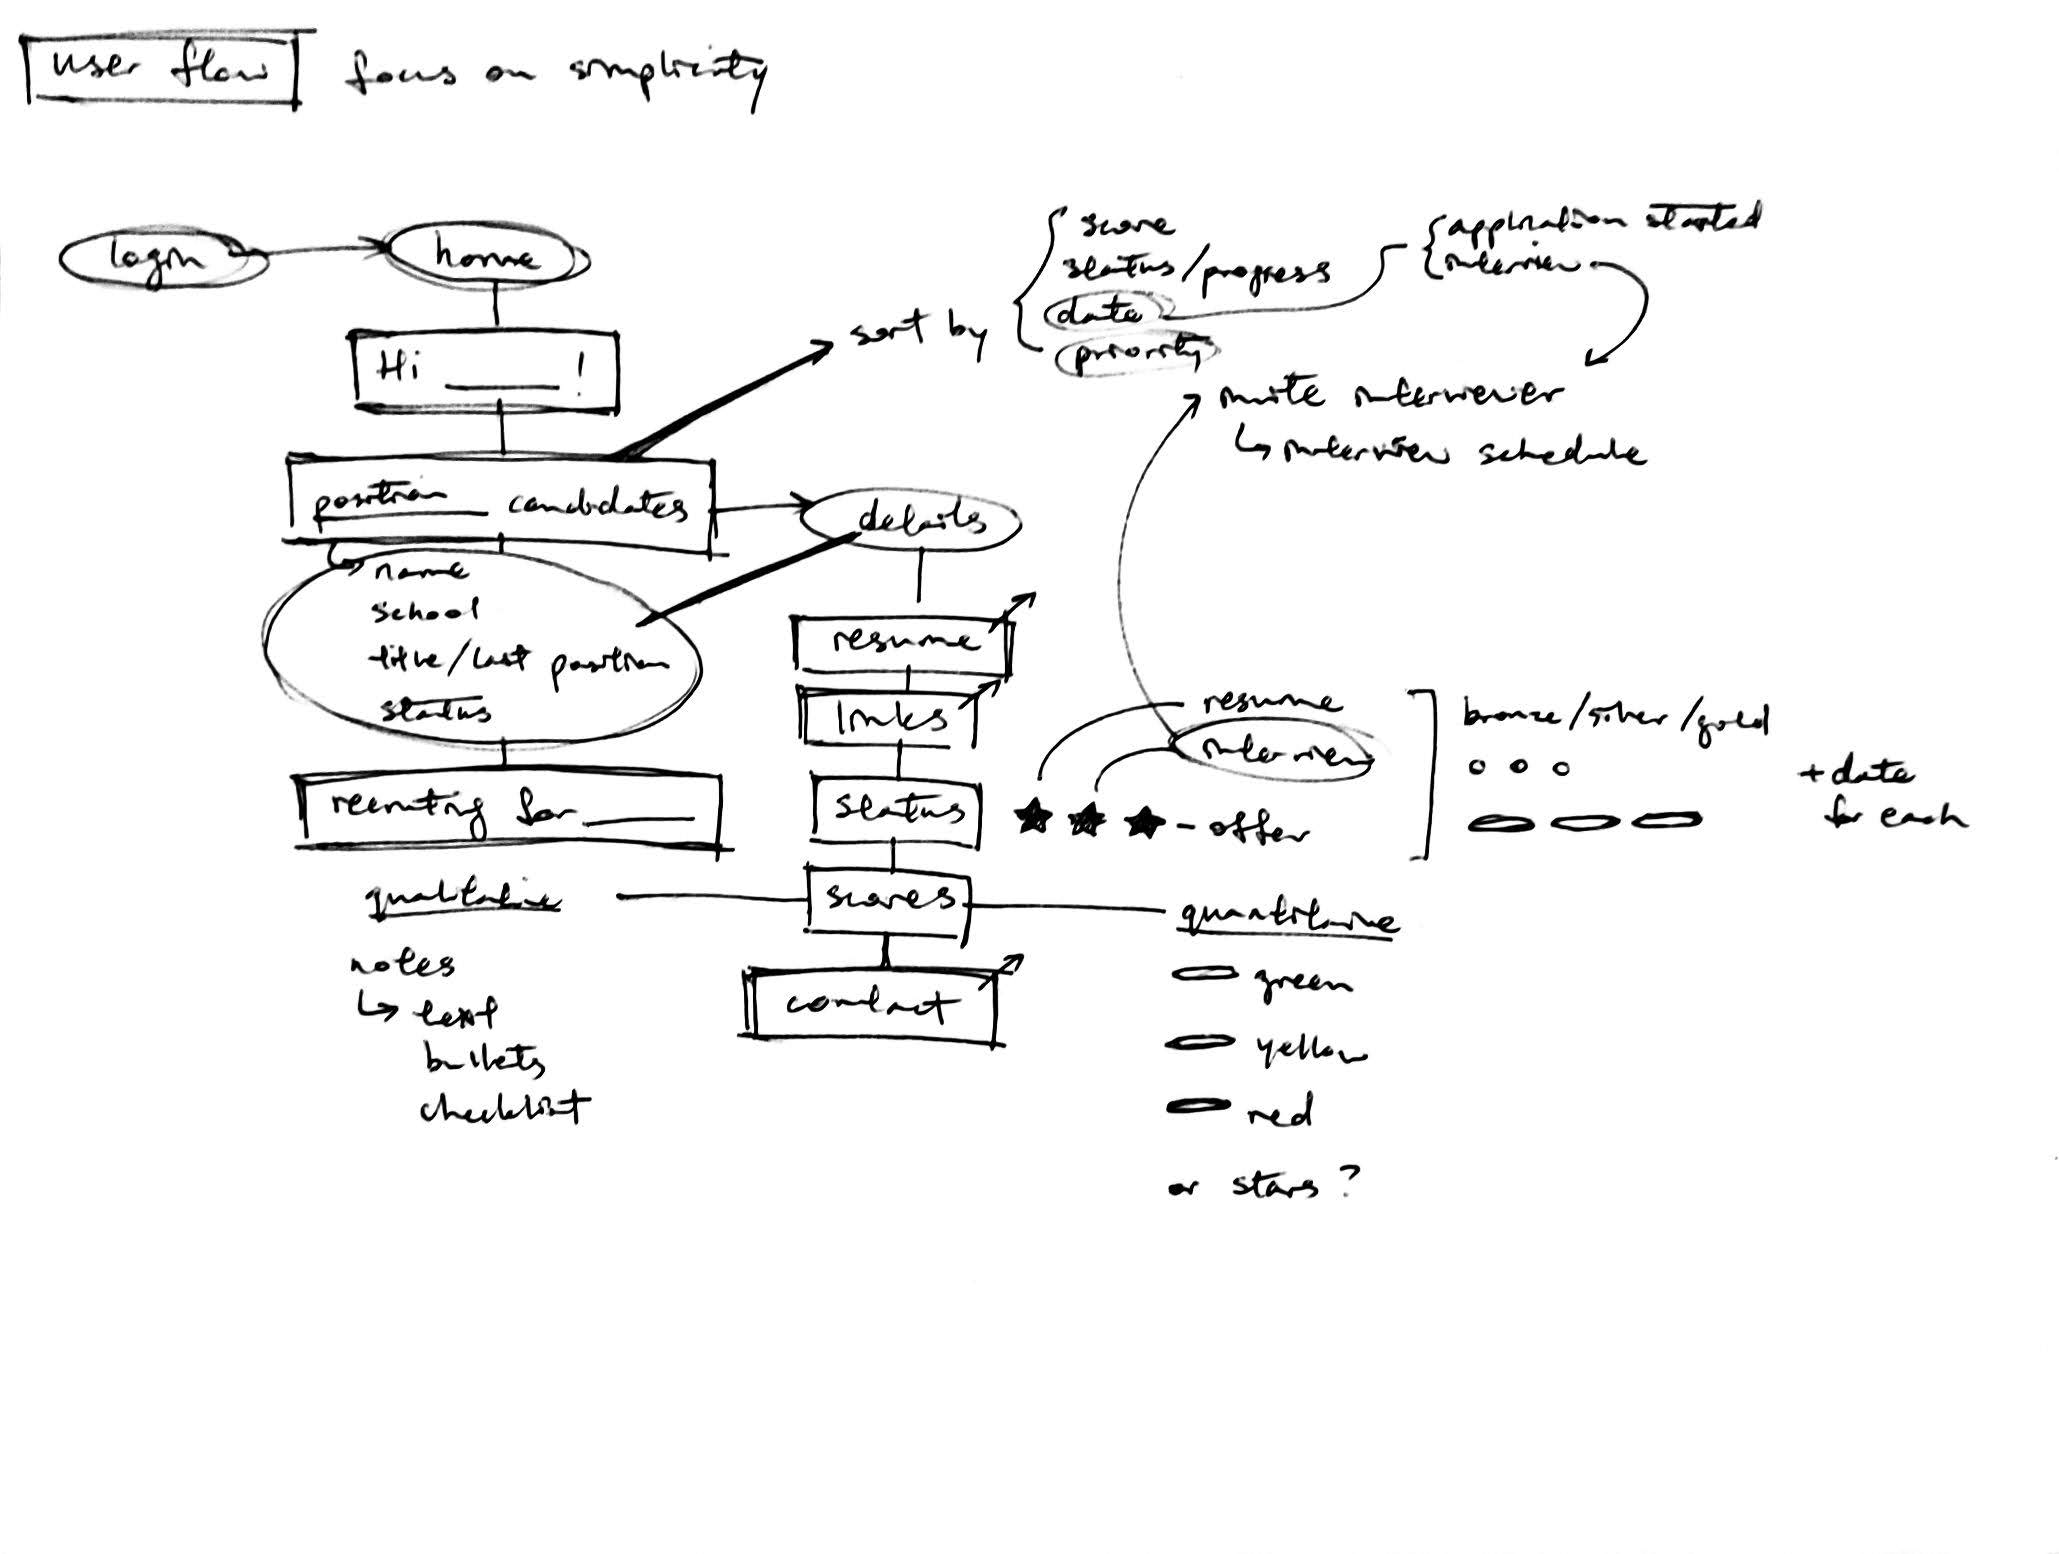 user flow focus on simplicity
login
home
Hi ____ !
position ____ candidates
name
school
title/last position
status
recruiting for ____
sort by
score
status/progress
date
priority
application started
interview
invite interviewer
interview schedule
details
resume
links
status
scores
contact
resume
interview
offer
bronze/silver/gold
+ date
for each
qualitative
notes
text
bullets
checklist
quantitative
green
yellow
red
or stars?